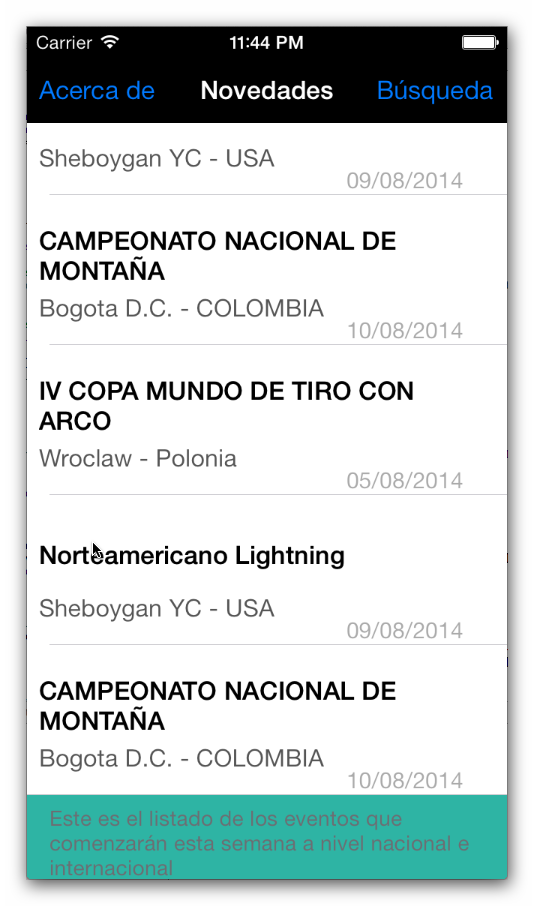 Carrier 11:44 PM
Acerca de Novedades Búsqueda
Sheboygan YC - USA
09/08/2014
CAMPEONATO NACIONAL DE
MONTAÑA
Bogota D.C. - COLOMBIA
10/08/2014
IV COPA MUNDO DE TIRO CON
ARCO
Wroclaw - Polonia
05/08/2014
Norteamericano Lightning
Sheboygan YC - USA
09/08/2014
CAMPEONATO NACIONAL DE
MONTAÑA
Bogota D.C. - COLOMBIA
10/08/2014
Este es el listado de los eventos que
comenzarán esta semana a nivel nacional e
internacional